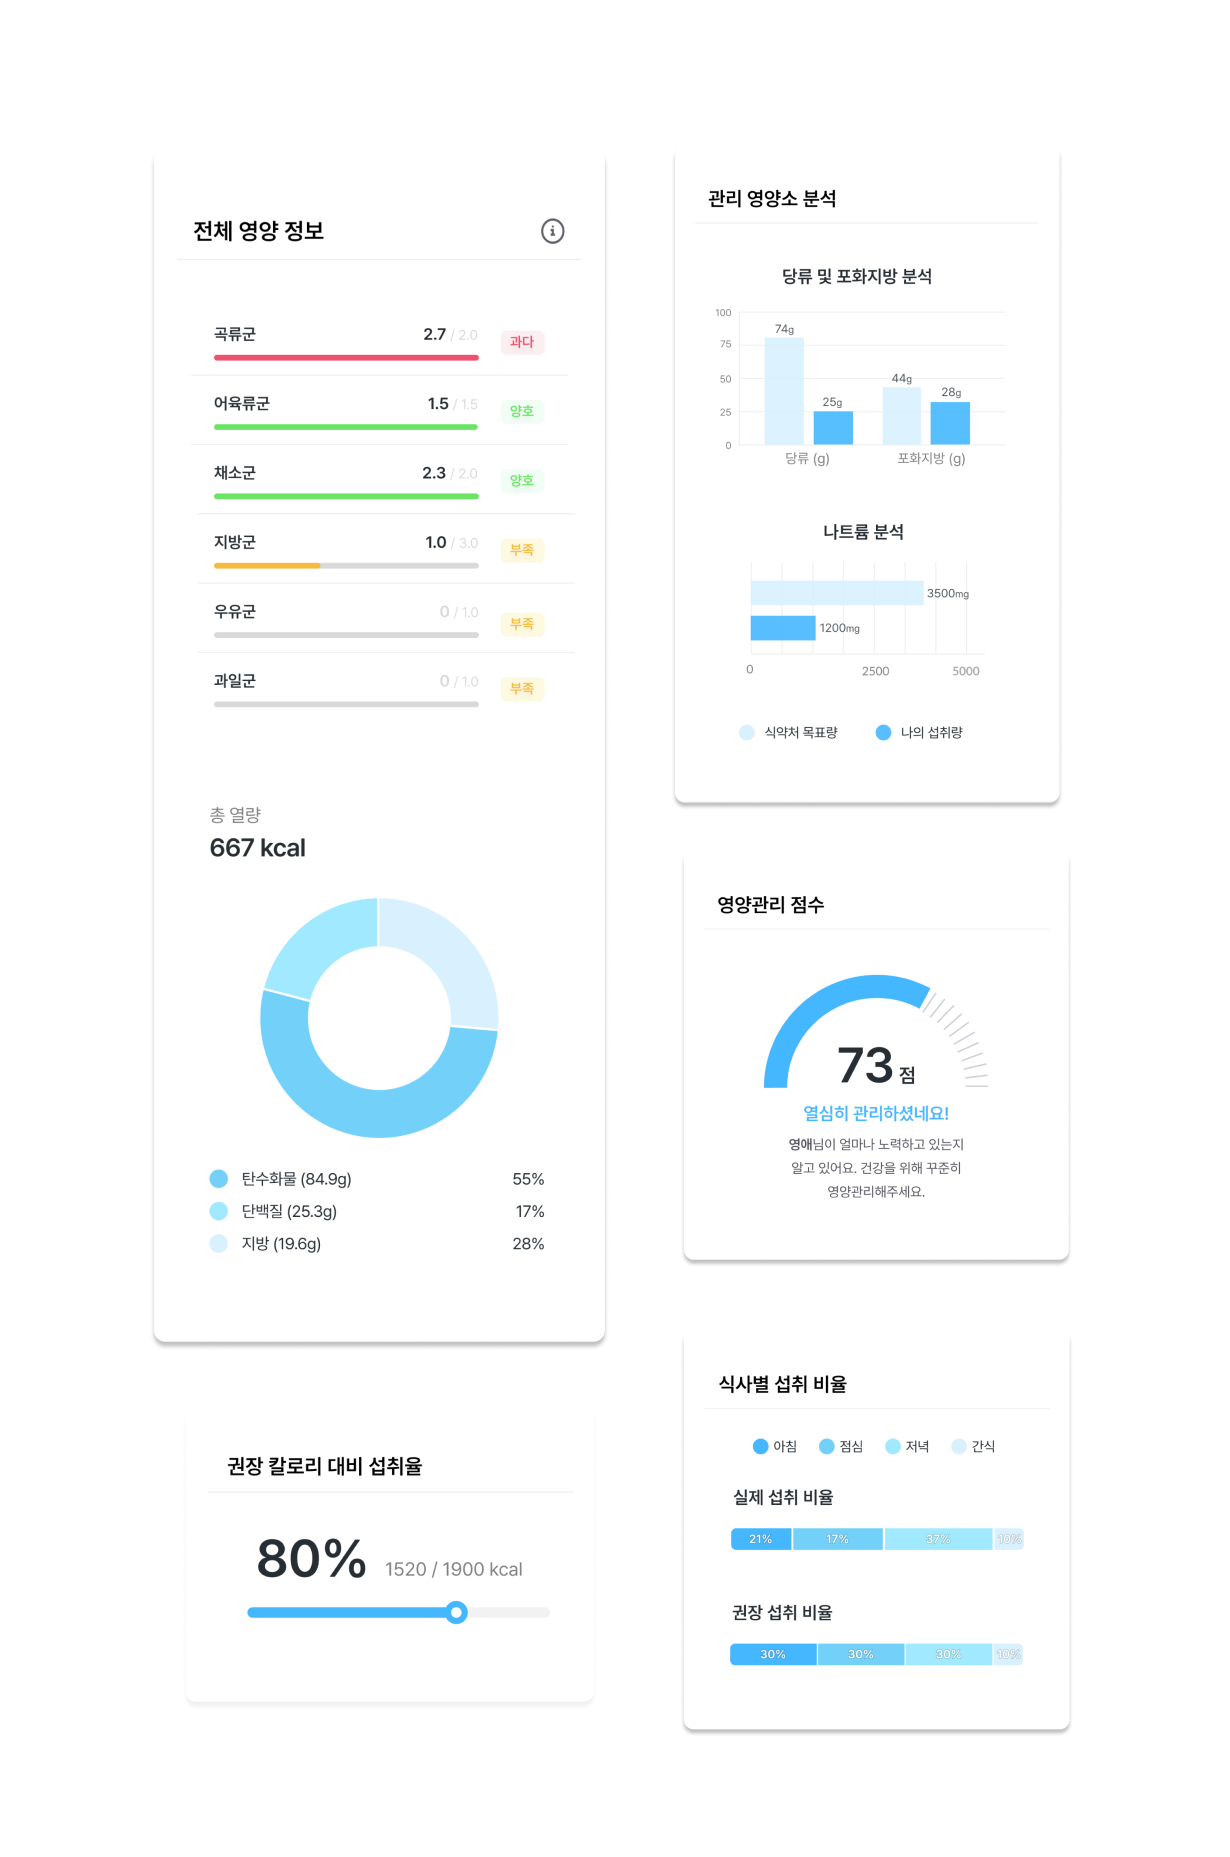 전체 영양 정보
곡류군 2.7 / 2.0 과다
어육류군 1.5 / 1.5 양호
채소군 2.3 / 2.0 양호
지방군 1.0 / 3.0 부족
우유군 0 / 1.0 부족
과일군 0 / 1.0 부족
총 열량
667 kcal
탄수화물 (84.9g) 55%
단백질 (25.3g) 17%
지방 (19.6g) 28%
권장 칼로리 대비 섭취율
80% 1520 / 1900 kcal
관리 영양소 분석
당류 및 포화지방 분석
100
75
50
25
0
74g
25g
44g
28g
당류 (g) 포화지방 (g)
나트륨 분석
3500mg
1200mg
0 2500 5000
식약처 목표량 나의 섭취량
영양관리 점수
73 점
열심히 관리하셨네요!
영애님이 얼마나 노력하고 있는지
알고 있어요. 건강을 위해 꾸준히
영양관리해주세요.
식사별 섭취 비율
아침 점심 저녁 간식
실제 섭취 비율
21% 17% 37% 10%
권장 섭취 비율
30% 30% 30% 10%